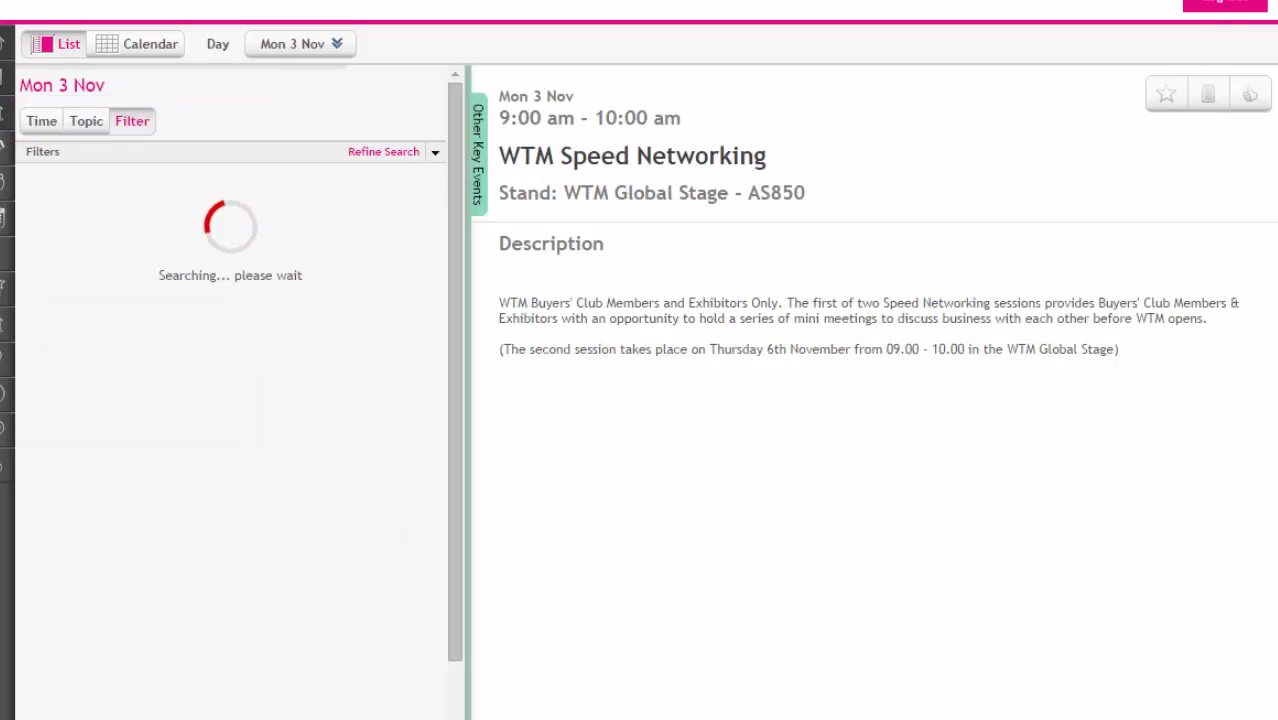 List
Calendar
Day
Mon 3 Nov
Mon 3 Nov
Time
Topic
Filter
Filters
Refine Search
Searching... please wait
Other Key Events
Mon 3 Nov
9:00 am - 10:00 am
WTM Speed Networking
Stand: WTM Global Stage - AS850
Description
WTM Buyers' Club Members and Exhibitors Only. The first of two Speed Networking sessions provides Buyers' Club Members &
Exhibitors with an opportunity to hold a series of mini meetings to discuss business with each other before WTM opens.
(The second session takes place on Thursday 6th November from 09.00 - 10.00 in the WTM Global Stage)